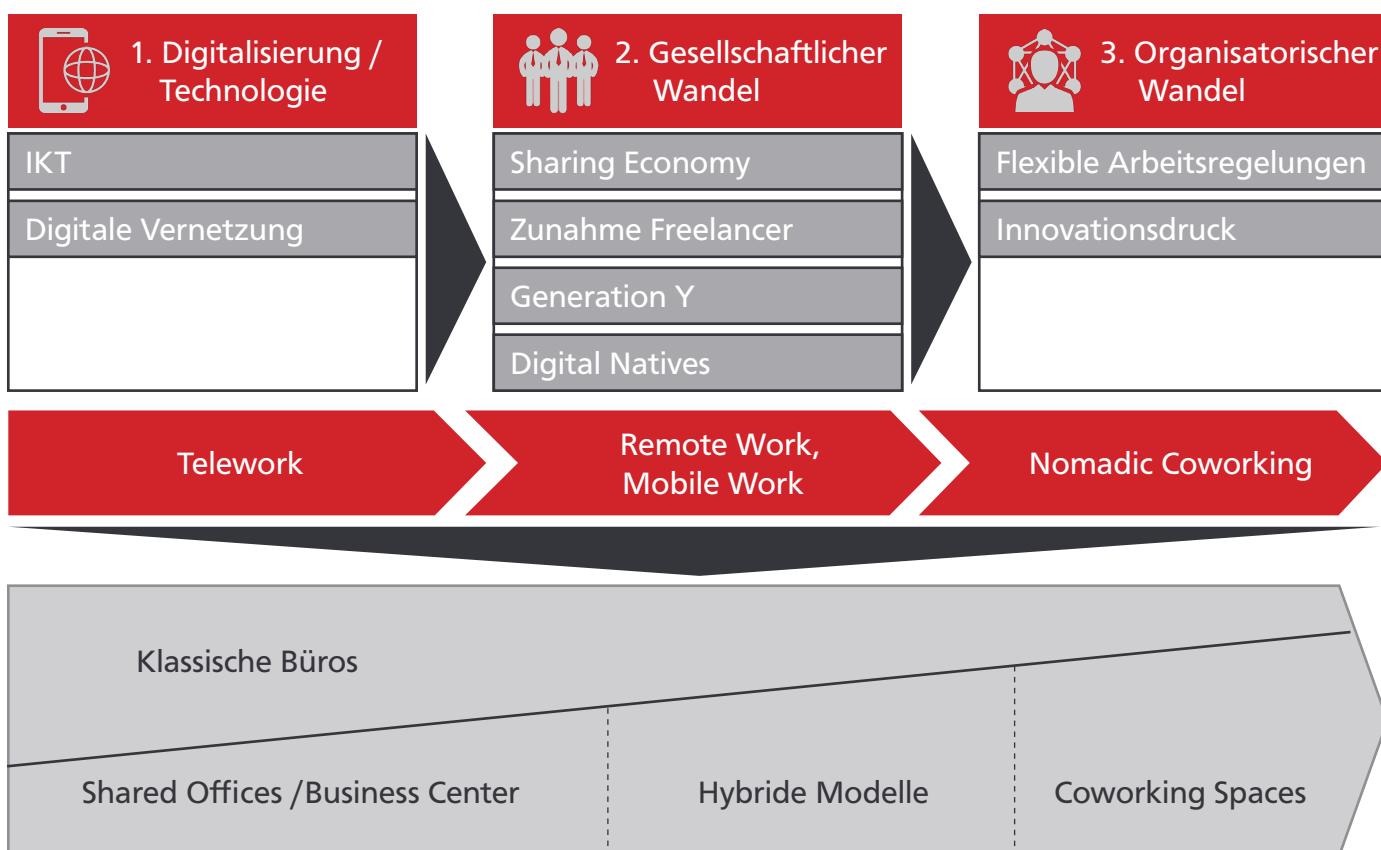 1. Digitalisierung /
Technologie
IKT
Digitale Vernetzung
2. Gesellschaftlicher
Wandel
Sharing Economy
Zunahme Freelancer
Generation Y
Digital Natives
3. Organisatorischer
Wandel
Flexible Arbeitsregelungen
Innovationsdruck
Telework
Remote Work,
Mobile Work
Nomadic Coworking
Klassische Büros
Shared Offices /Business Center
Hybride Modelle
Coworking Spaces